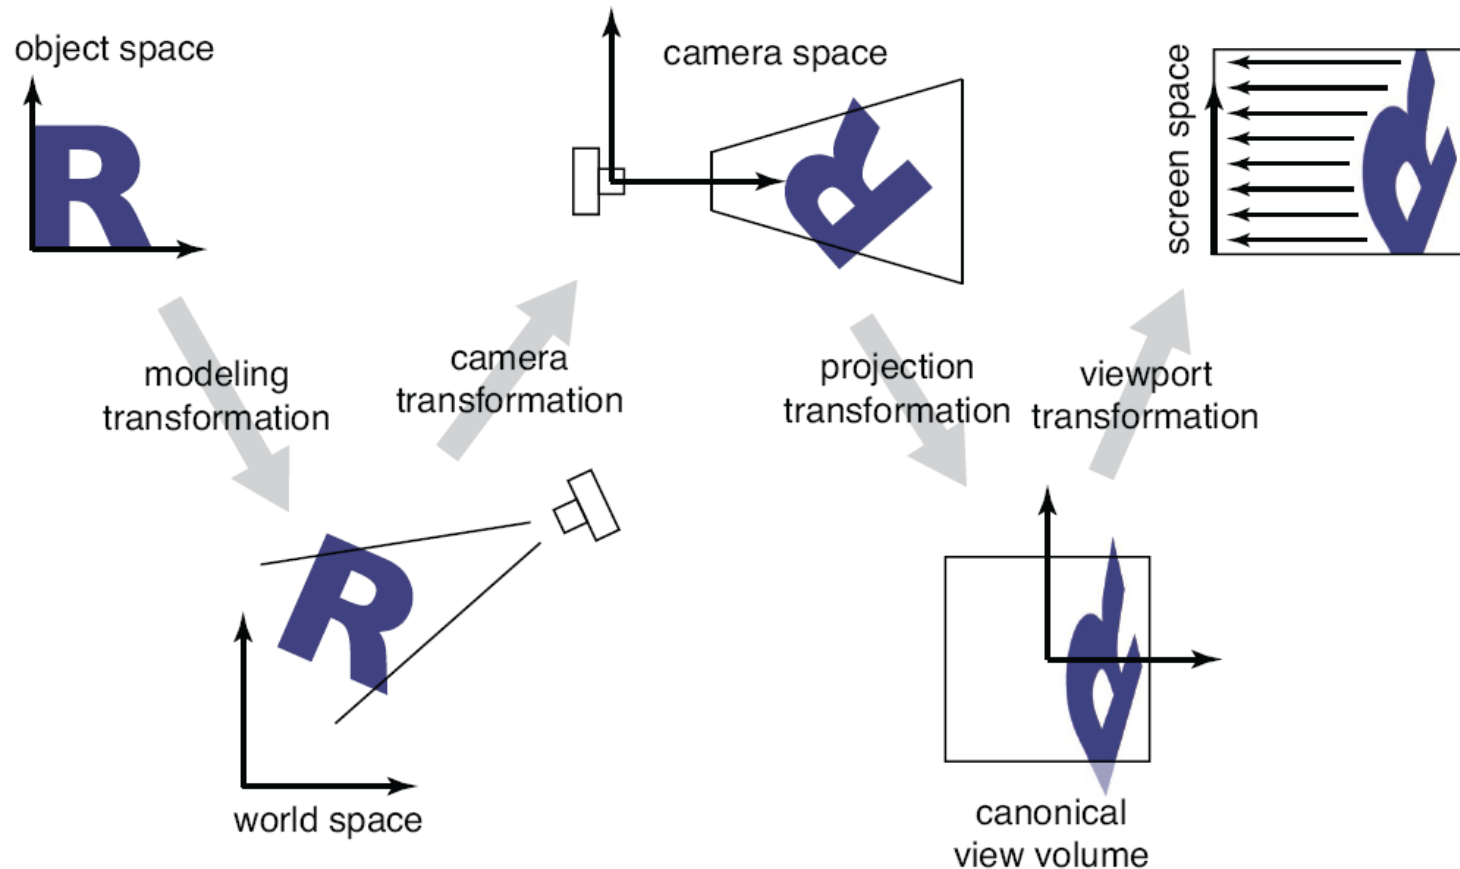 object space
camera space
screen space
modeling
transformation
camera
transformation
projection
transformation
viewport
transformation
world space
canonical
view volume